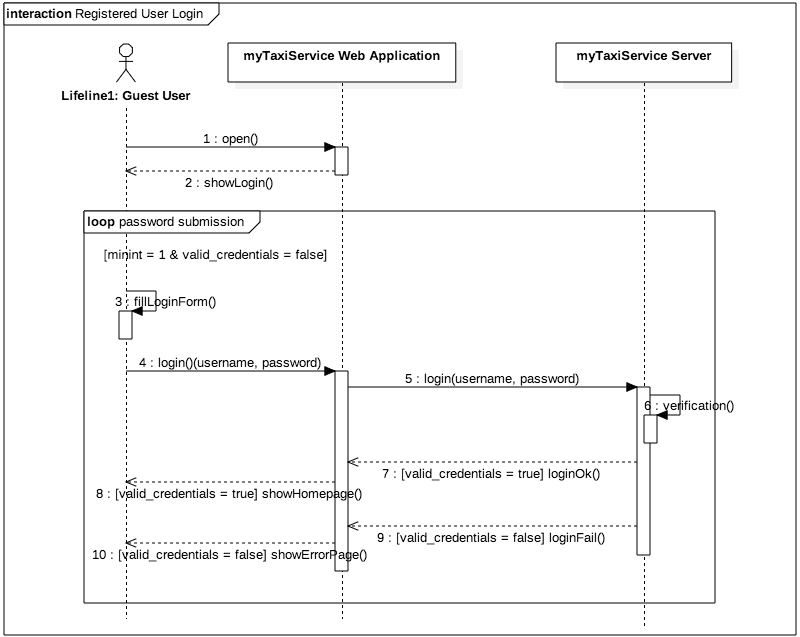 interaction Registered User Login
myTaxiService Web Application
myTaxiService Server
Lifeline1: Guest User
1 : open()
2 : showLogin()
loop password submission
[minint = 1 & valid_credentials = false]
3 : fillLoginForm()
4 : login()(username, password)
5 : login(username, password)
6 : verification()
7 : [valid_credentials = true] loginOk()
8 : [valid_credentials = true] showHomepage()
9 : [valid_credentials = false] loginFail()
10 : [valid_credentials = false] showErrorPage()